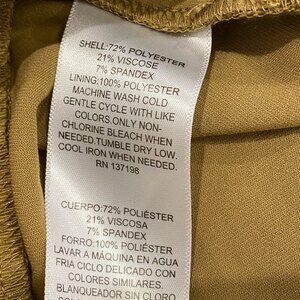 SHELL:72% POLYESTER
21% VISCOSE
7% SPANDEX
LINING:100% POLYESTER
MACHINE WASH COLD
GENTLE CYCLE WITH LIKE
COLORS ONLY NON-
CHLORINE BLEACH WHEN
NEEDED.TUMBLE DRY LOW.
COOL IRON WHEN NEEDED.
RN 137198
CUERPO:72% POLIÉSTER
21% VISCOSA
7% SPANDEX
FORRO:100% POLIÉSTER
LAVAR A MÁQUINA EN AGUA
FRIA CICLO DELICADO CON
COLORES SIMILARES.
BLANQUEADOR SIN CLORO